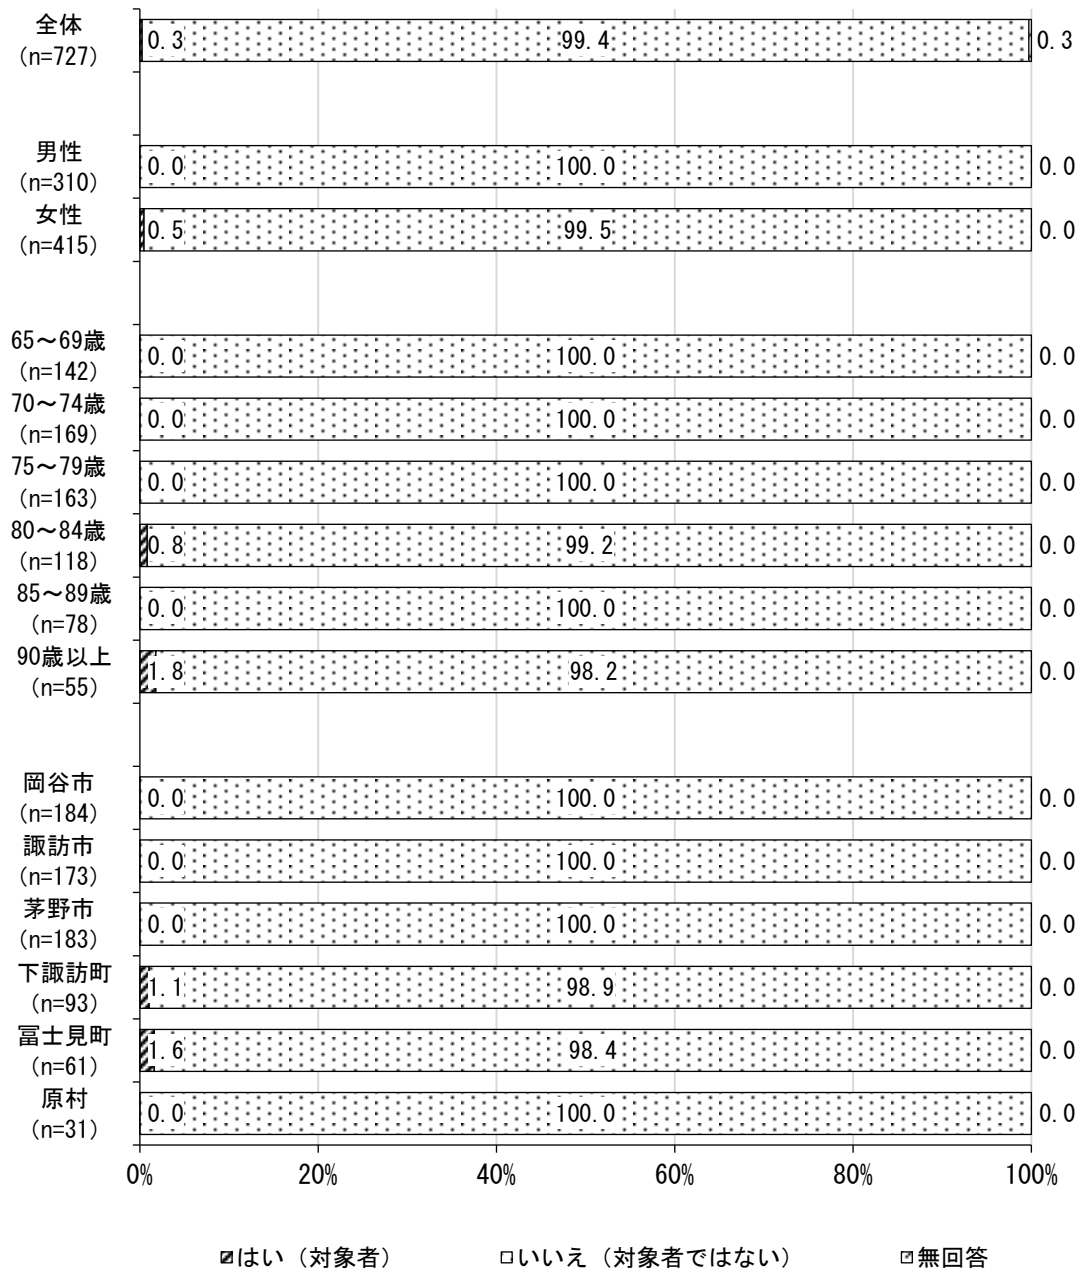 全体
（n=727）
0.3 99.4 0.3
男性
（n=310）
0.0 100.0 0.0
女性
（n=415）
0.5 99.5 0.0
65～69歳
（n=142）
0.0 100.0 0.0
70～74歳
（n=169）
0.0 100.0 0.0
75～79歳
（n=163）
0.0 100.0 0.0
80～84歳
（n=118）
0.8 99.2 0.0
85～89歳
（n=78）
0.0 100.0 0.0
90歳以上
（n=55）
1.8 98.2 0.0
岡谷市
（n=184）
0.0 100.0 0.0
諏訪市
（n=173）
0.0 100.0 0.0
茅野市
（n=183）
0.0 100.0 0.0
下諏訪町
（n=93）
1.1 98.9 0.0
冨士見町
（n=61）
1.6 98.4 0.0
原村
（n=31）
0.0 100.0 0.0
0% 20% 40% 60% 80% 100%
はい（対象者） いいえ（対象者ではない） 無回答